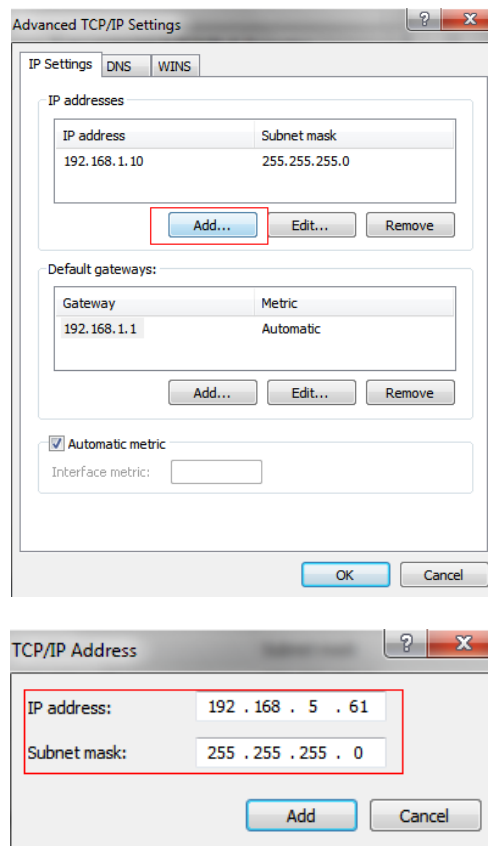 Advanced TCP/IP Settings
IP Settings DNS WINS
IP addresses
IP address Subnet mask
192.168.1.10 255.255.255.0
Add... Edit... Remove
Default gateways:
Gateway Metric
192.168.1.1 Automatic
Add... Edit... Remove
Automatic metric
Interface metric:
OK Cancel
TCP/IP Address
IP address: 192 . 168 . 5 . 61
Subnet mask: 255 . 255 . 255 . 0
Add Cancel